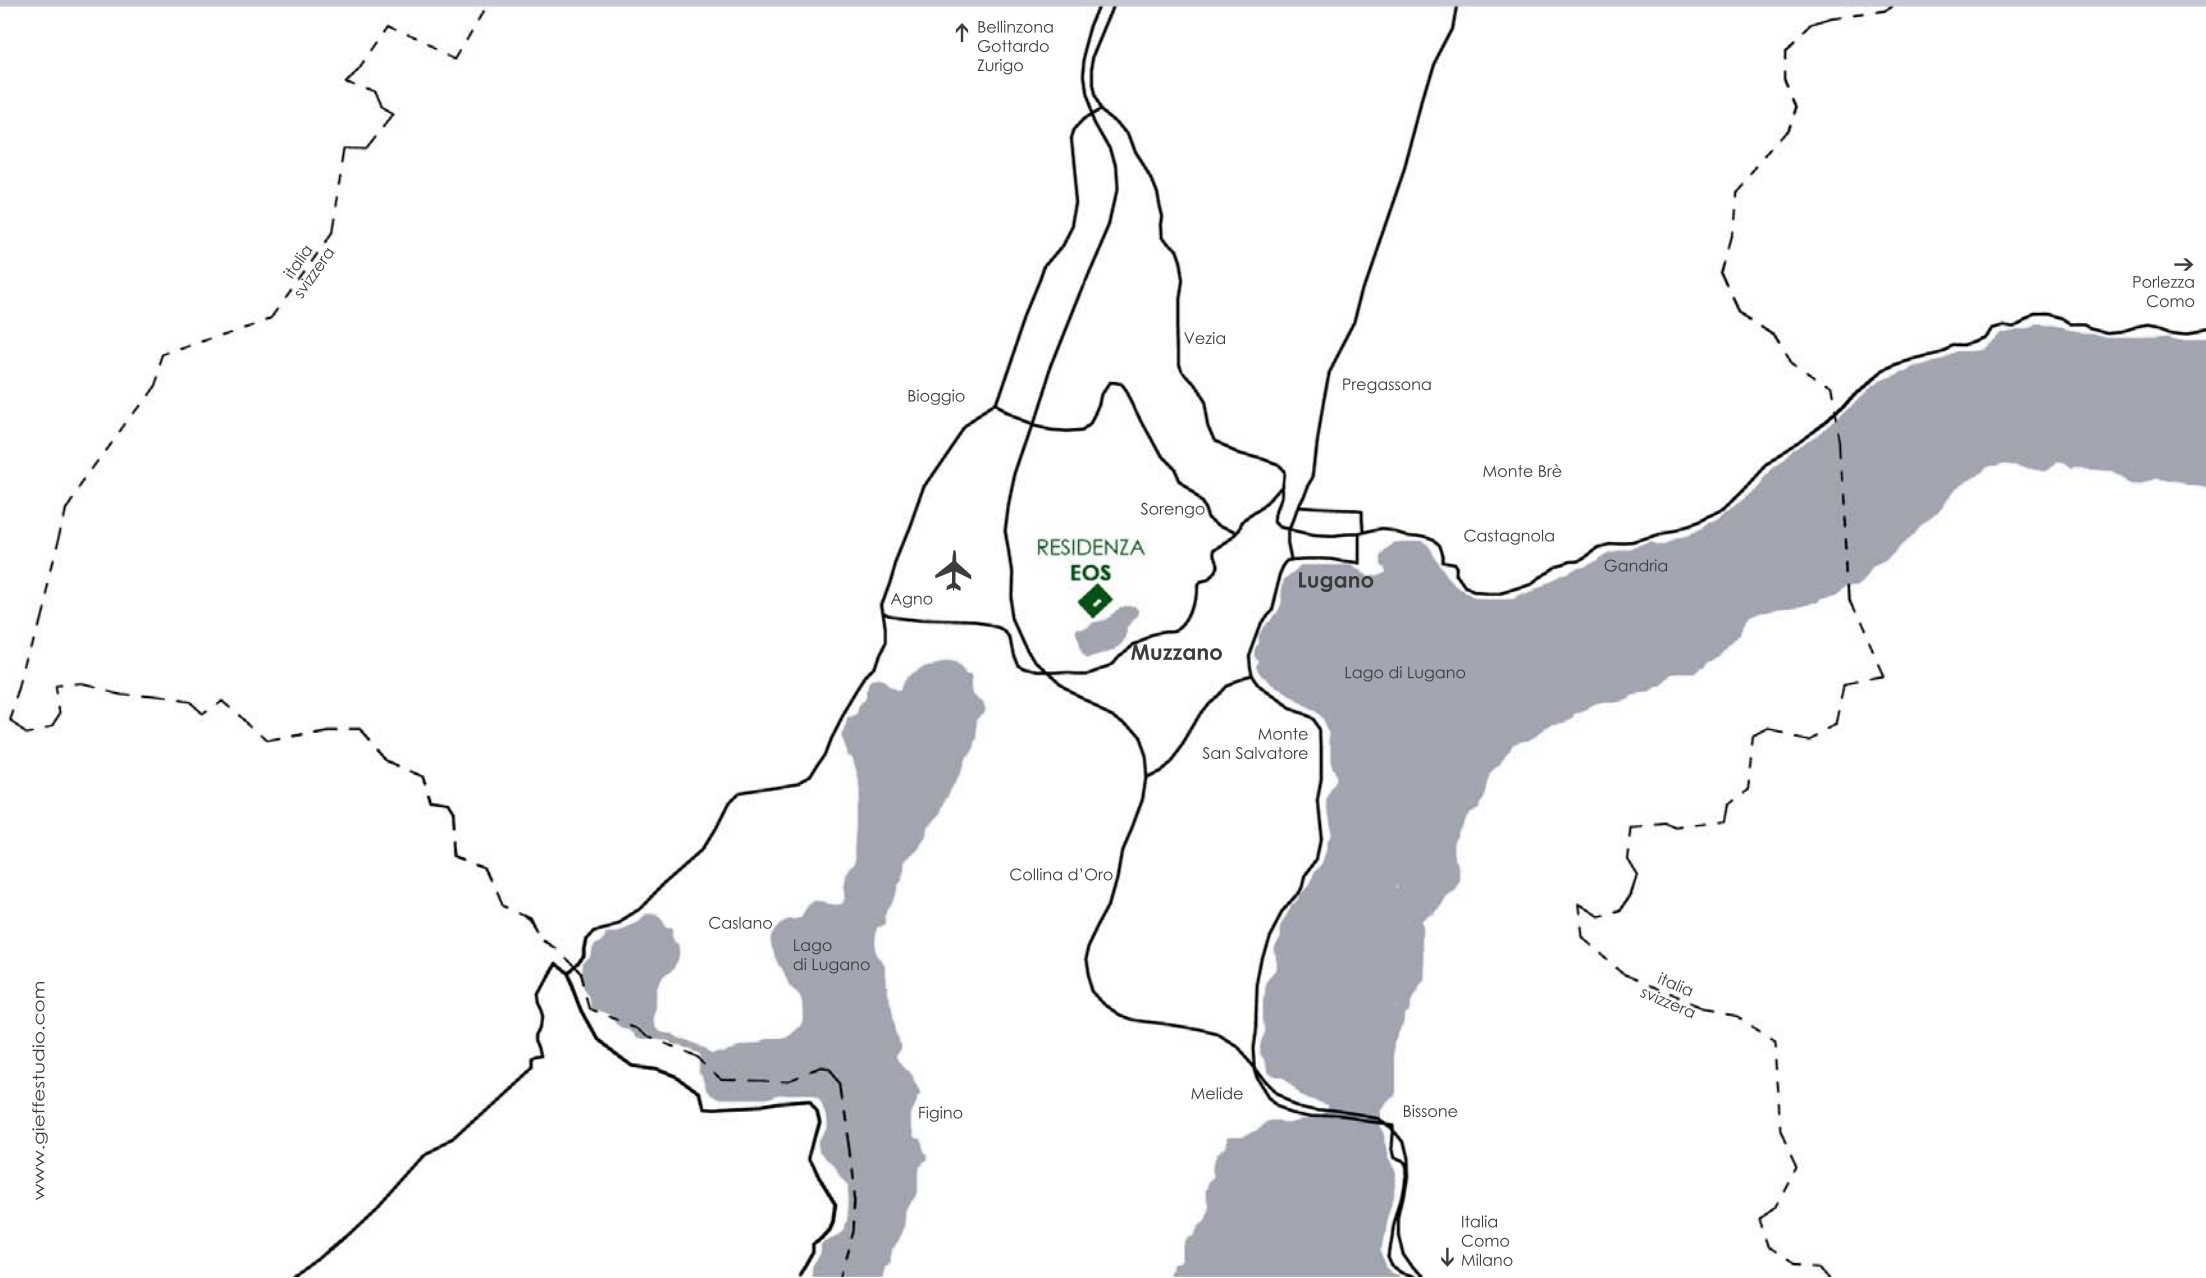 Bellinzona
Gottardo
Zurigo
italia
svizzera
Porlezza
Como
Vezia
Pregassona
Bioggio
Monte Brè
Sorengo
Castagnola
RESIDENZA
EOS
Gandria
Lugano
Agno
Muzzano
Lago di Lugano
Monte
San Salvatore
Collina d'Oro
Caslano
Lago
di Lugano
italia
svizzera
www.gieffestudio.com
Melide
Bissone
Figino
Italia
Como
Milano